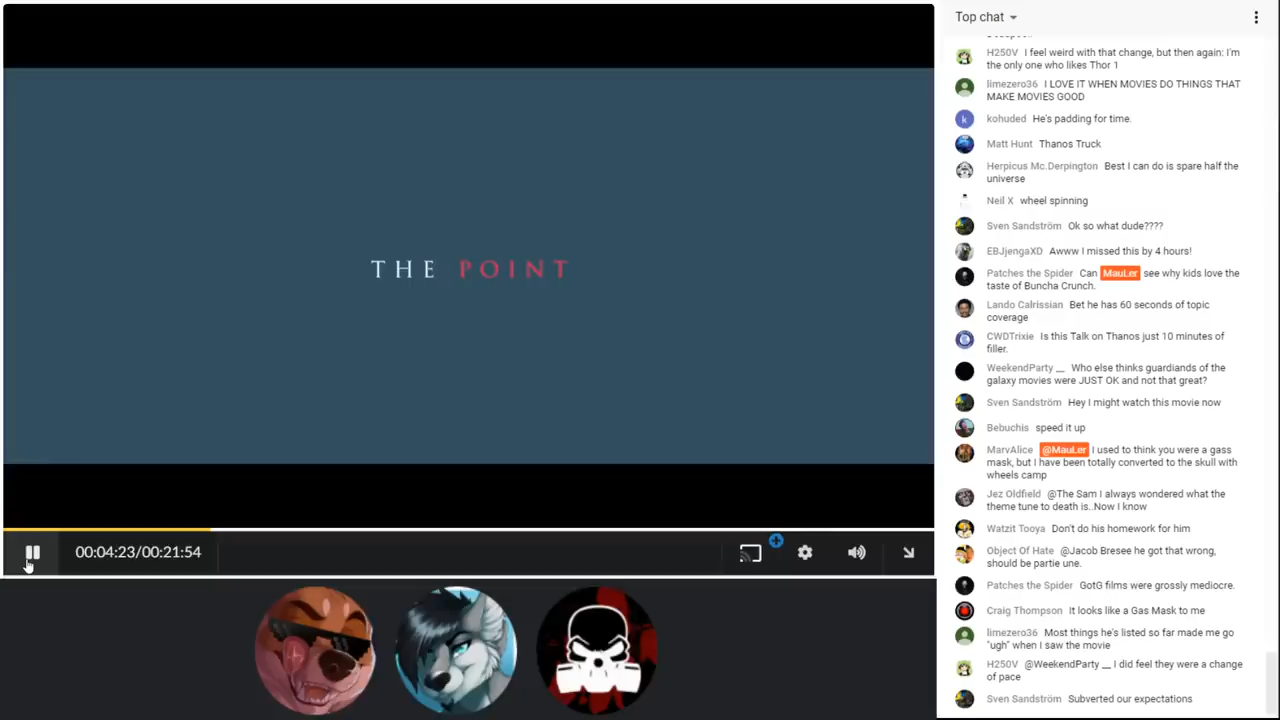 Top chat
H250V I feel weird with that change, but then again: I'm
the only one who likes Thor 1
limezero36 I LOVE IT WHEN MOVIES DO THINGS THAT
MAKE MOVIES GOOD
kohuded He's padding for time.
Matt Hunt Thanos Truck
Herpicus Mc.Derpington Best I can do is spare half the
universe
Neil X wheel spinning
Sven Sandström Ok so what dude????
EBJjengaXD Awww I missed this by 4 hours!
Patches the Spider Can MauLer see why kids love the
taste of Buncha Crunch.
Lando Calrissian Bet he has 60 seconds of topic
coverage
CWDTrixie Is this Talk on Thanos just 10 minutes of
filler.
WeekendParty __ Who else thinks guardians of the
galaxy movies were JUST OK and not that great?
Sven Sandström Hey I might watch this movie now
Bebuchis speed it up
MarvAlice @MauLer I used to think you were a gass
mask, but I have been totally converted to the skull with
wheels camp
Jez Oldfield @The Sam I always wondered what the
theme tune to death is..Now I know
Watzit Tooya Don't do his homework for him
Object Of Hate @Jacob Bresee he got that wrong,
should be partie une.
Patches the Spider GotG films were grossly mediocre.
Craig Thompson It looks like a Gas Mask to me
limezero36 Most things he's listed so far made me go
"ugh" when I saw the movie
H250V @WeekendParty __ I did feel they were a change
of pace
Sven Sandström Subverted our expectations
THE POINT
00:04:23/00:21:54